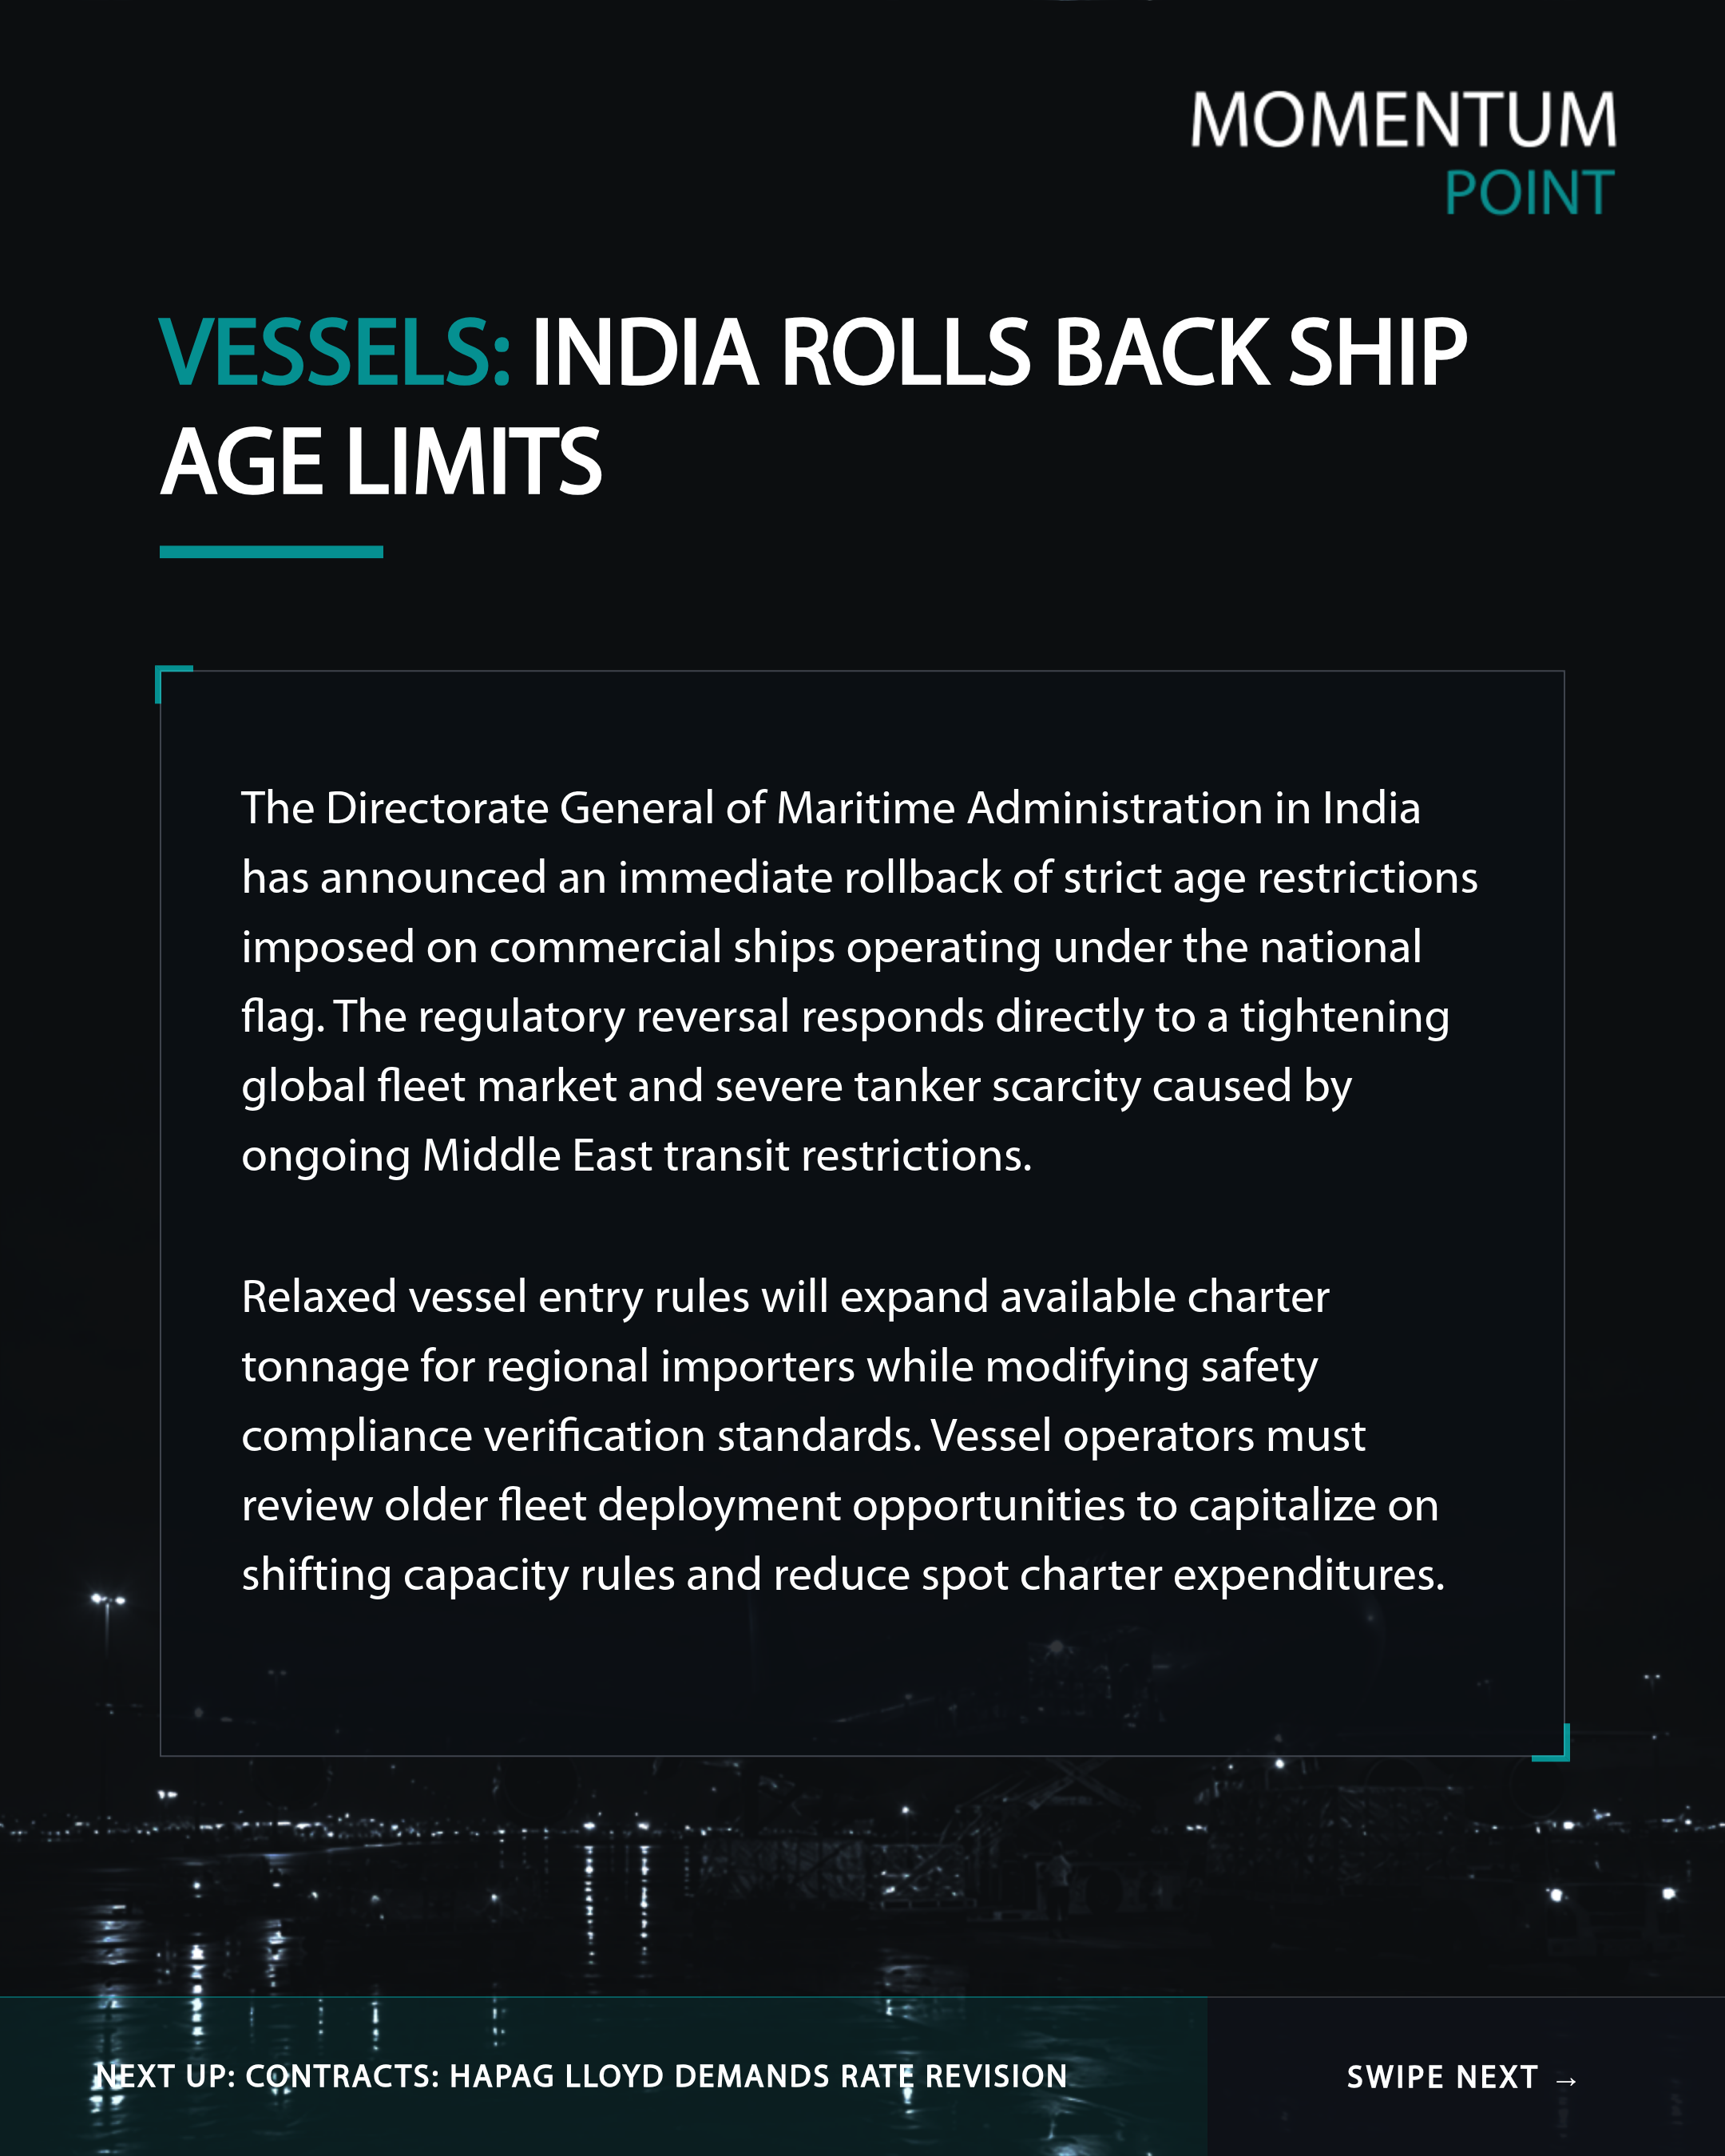 MOMENTUM
POINT
VESSELS: INDIA ROLLS BACK SHIP
AGE LIMITS
The Directorate General of Maritime Administration in India
has announced an immediate rollback of strict age restrictions
imposed on commercial ships operating under the national
flag. The regulatory reversal responds directly to a tightening
global fleet market and severe tanker scarcity caused by
ongoing Middle East transit restrictions.
Relaxed vessel entry rules will expand available charter
tonnage for regional importers while modifying safety
compliance verification standards. Vessel operators must
review older fleet deployment opportunities to capitalize on
shifting capacity rules and reduce spot charter expenditures.
NEXT UP: CONTRACTS: HAPAG LLOYD DEMANDS RATE REVISION
SWIPE NEXT →